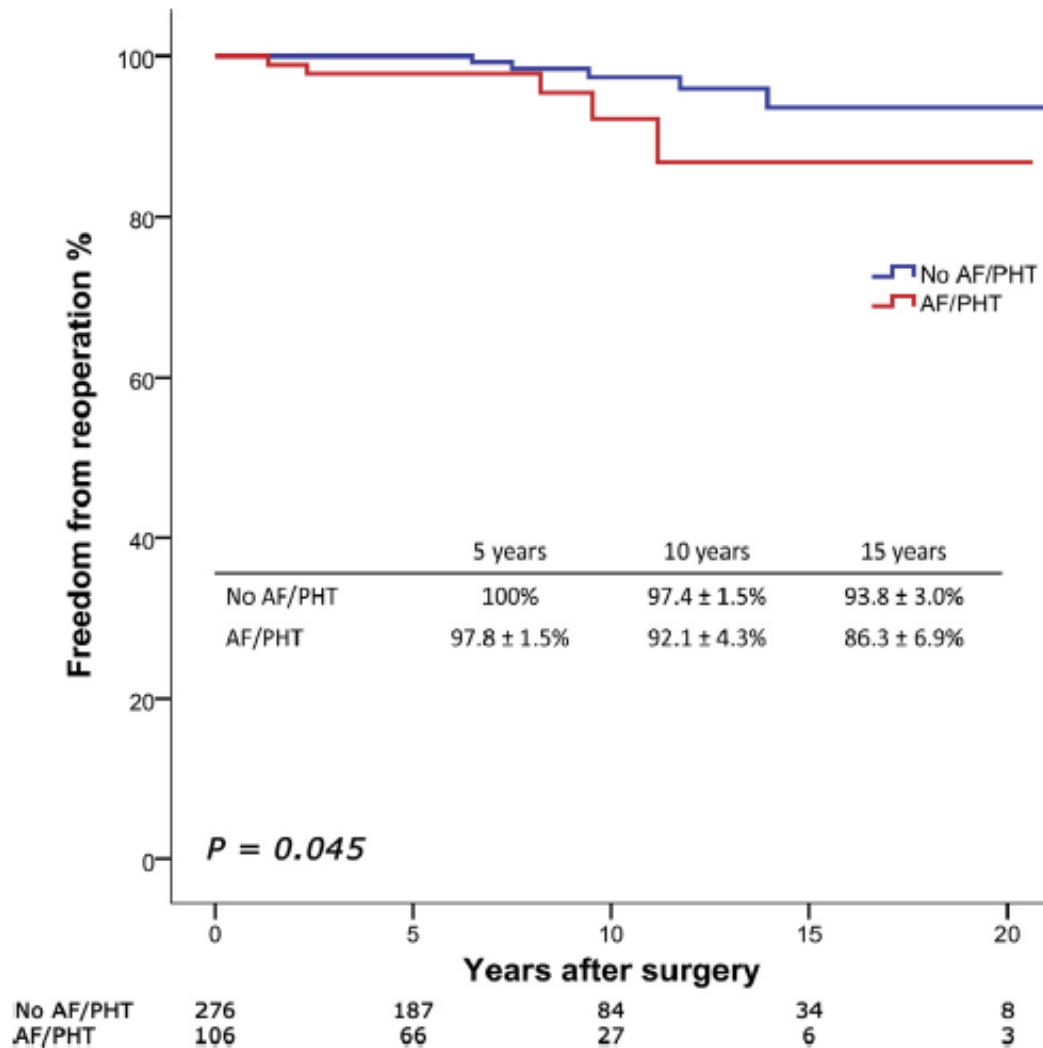 Freedom from reoperation %
100
80
60
40
20
0
No AF/PHT
AF/PHT
5 years 10 years 15 years
No AF/PHT 100% 97.4 ± 1.5% 93.8 ± 3.0%
AF/PHT 97.8 ± 1.5% 92.1 ± 4.3% 86.3 ± 6.9%
P = 0.045
0 5 10 15 20
Years after surgery
No AF/PHT 276 187 84 34 8
AF/PHT 106 66 27 6 3